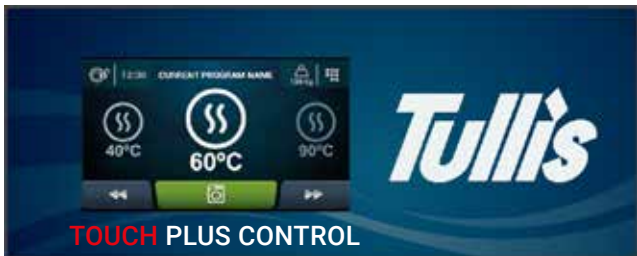 12:30 CURRENT PROGRAM NAME
40°C
60°C
90°C
Tullis
TOUCH PLUS CONTROL